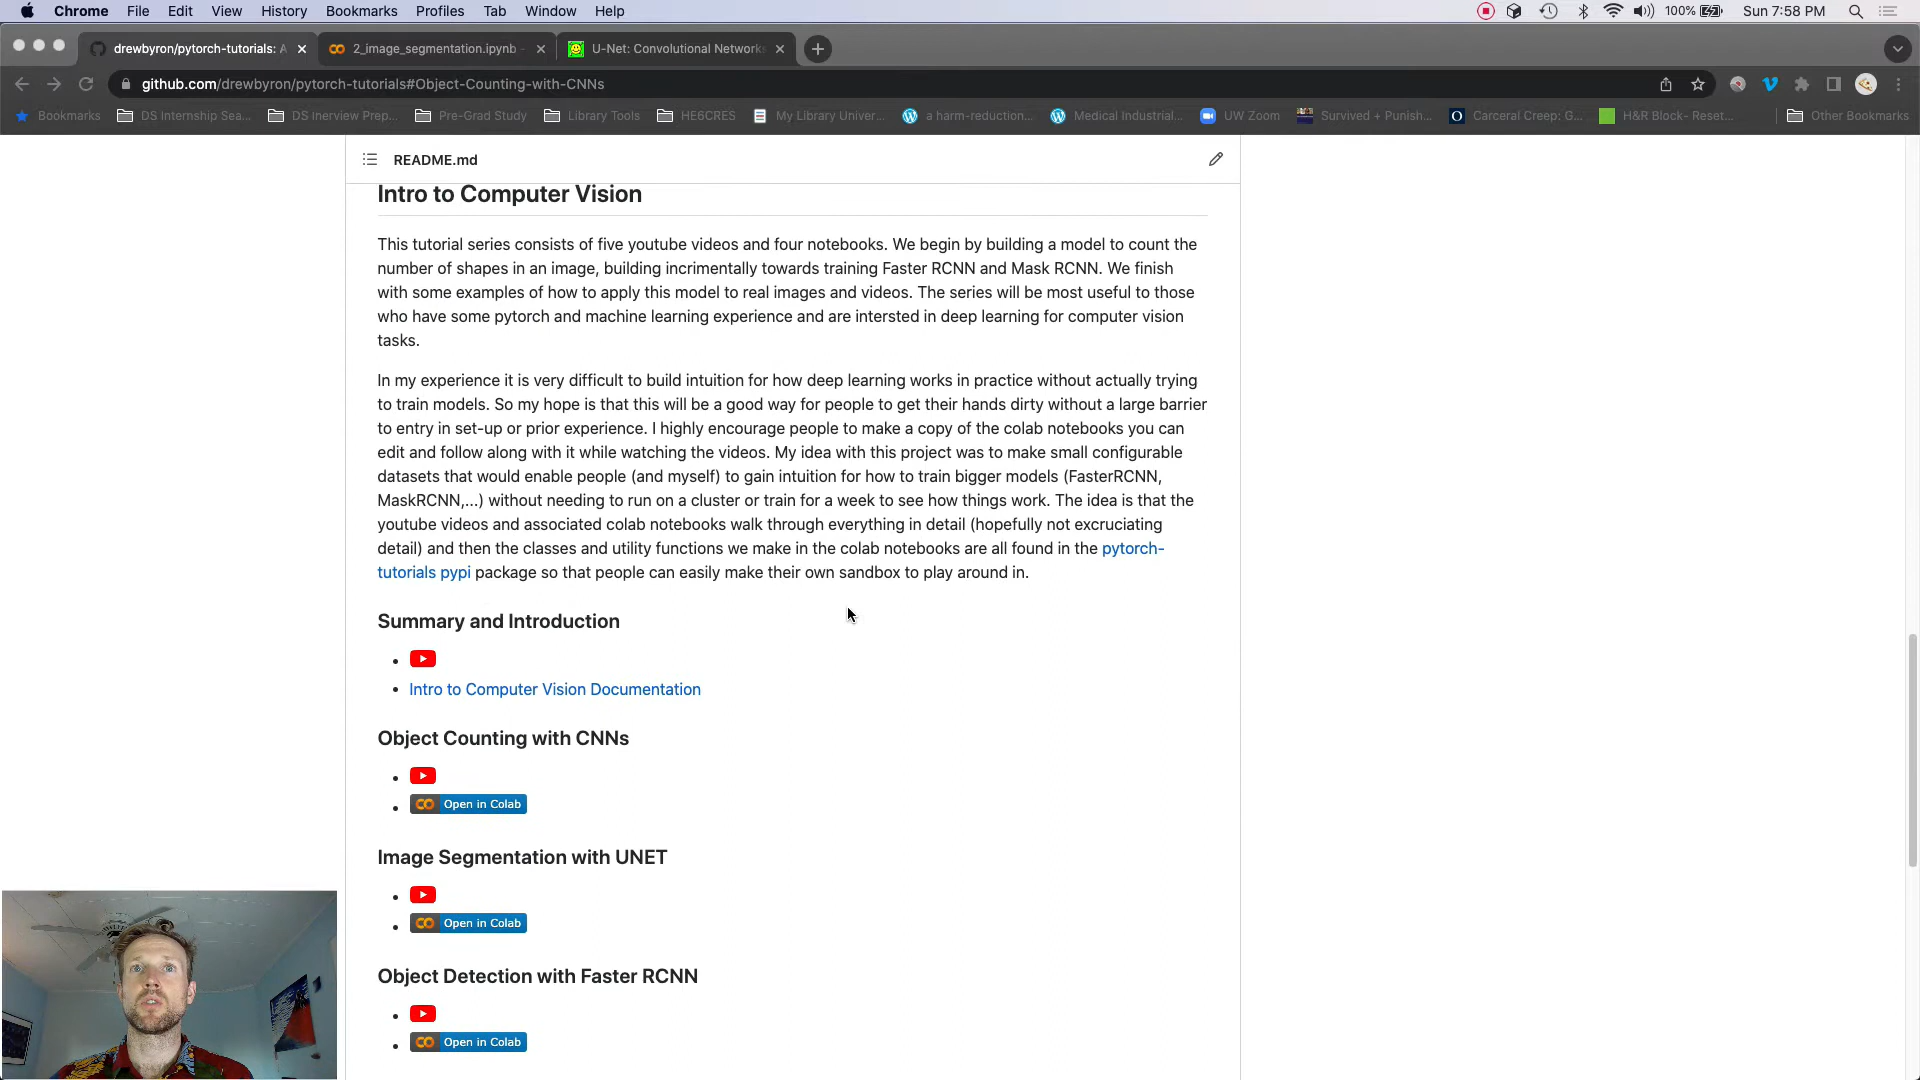 Chrome File Edit View History Bookmarks Profiles Tab Window Help 100% Sun 7:58 PM
drewbyron/pytorch-tutorials: A 2_image_segmentation.ipynb - U-Net: Convolutional Networks
github.com/drewbyron/pytorch-tutorials#Object-Counting-with-CNNs
Bookmarks DS Internship Sea... DS Inerview Prep... Pre-Grad Study Library Tools HE6CRES My Library Univer... a harm-reduction... Medical Industrial... UW Zoom Survived + Punish... Carceral Creep: G... H&R Block- Reset... Other Bookmarks
README.md
Intro to Computer Vision
This tutorial series consists of five youtube videos and four notebooks. We begin by building a model to count the
number of shapes in an image, building incrimentally towards training Faster RCNN and Mask RCNN. We finish
with some examples of how to apply this model to real images and videos. The series will be most useful to those
who have some pytorch and machine learning experience and are intersted in deep learning for computer vision
tasks.
In my experience it is very difficult to build intuition for how deep learning works in practice without actually trying
to train models. So my hope is that this will be a good way for people to get their hands dirty without a large barrier
to entry in set-up or prior experience. I highly encourage people to make a copy of the colab notebooks you can
edit and follow along with it while watching the videos. My idea with this project was to make small configurable
datasets that would enable people (and myself) to gain intuition for how to train bigger models (FasterRCNN,
MaskRCNN,...) without needing to run on a cluster or train for a week to see how things work. The idea is that the
youtube videos and associated colab notebooks walk through everything in detail (hopefully not excruciating
detail) and then the classes and utility functions we make in the colab notebooks are all found in the pytorch-
tutorials pypi package so that people can easily make their own sandbox to play around in.
Summary and Introduction
Intro to Computer Vision Documentation
Object Counting with CNNs
Open in Colab
Image Segmentation with UNET
Open in Colab
Object Detection with Faster RCNN
Open in Colab